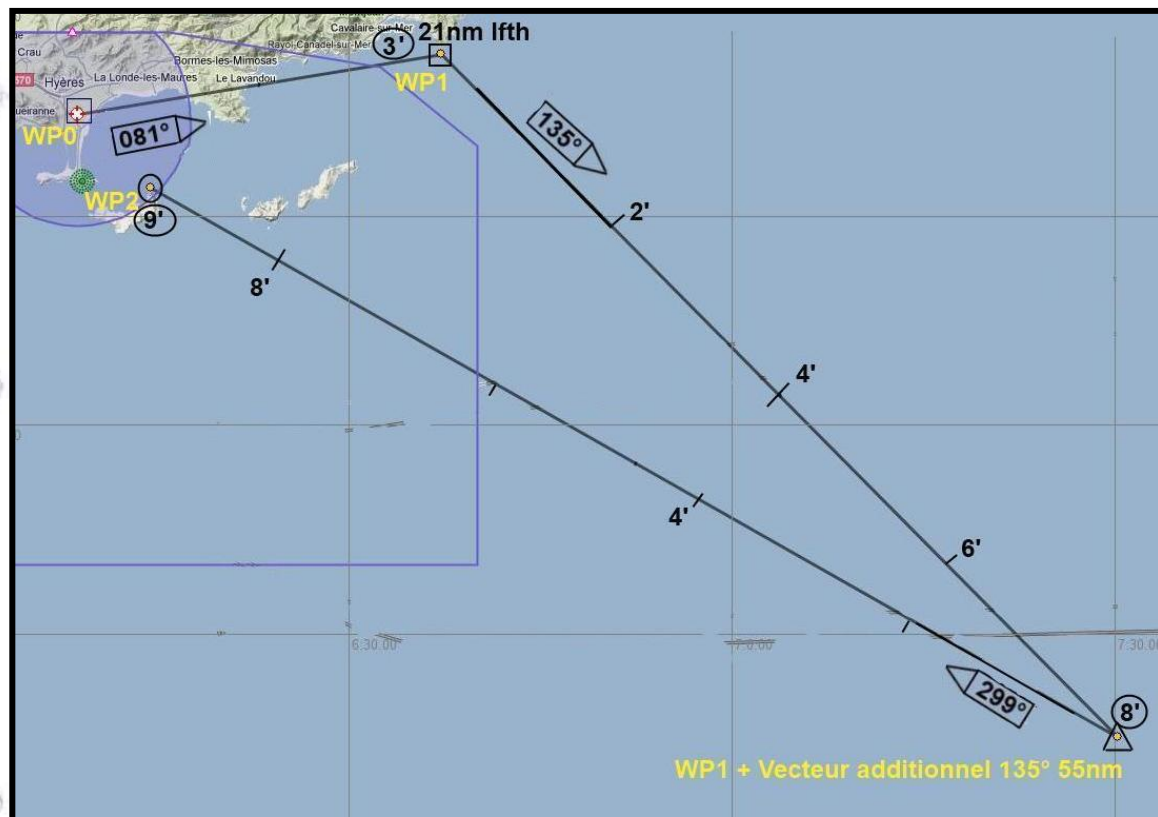 Cavalaire-sur-Mer
3' 21nm lfth
Rayol-Canadel-sur-Mer
Crau
Bormes-les-Mimosas
WP1
570
Hyères
La Londe-les-Maures
Le Lavandou
WP0
081°
135°
WP2
9'
2'
8'
4'
4'
6'
6:30.00
7:0.00
7:30.00
299°
8'
WP1 + Vecteur additionnel 135° 55nm